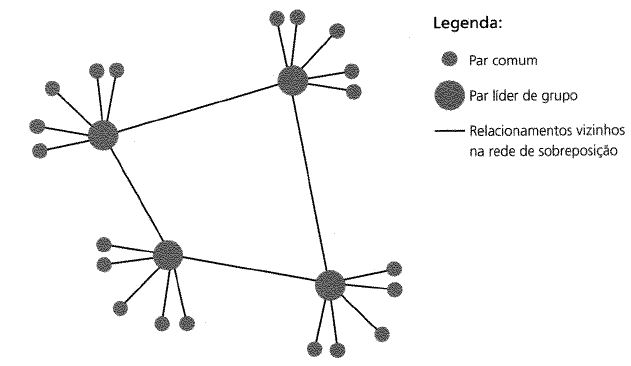 Legenda:
Par comum
Par líder de grupo
Relacionamentos vizinhos
na rede de sobreposição